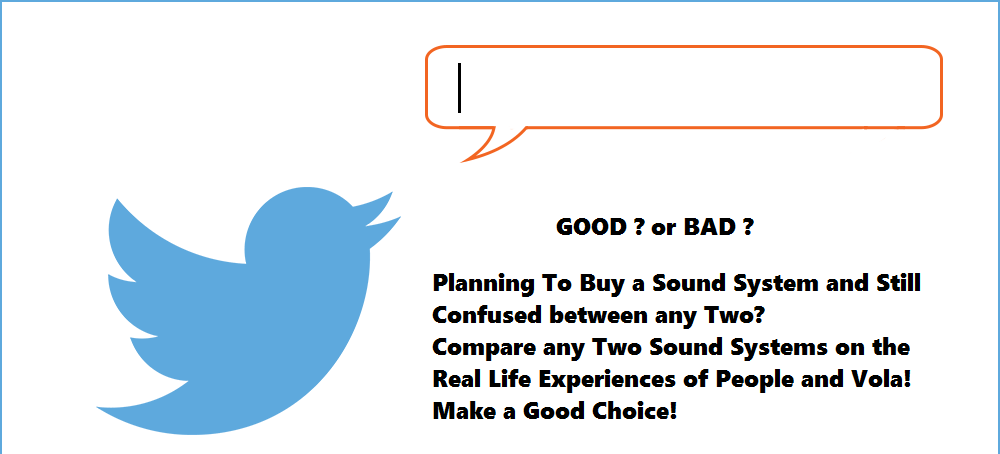 GOOD ? or BAD ?
Planning To Buy a Sound System and Still
Confused between any Two?
Compare any Two Sound Systems on the
Real Life Experiences of People and Vola!
Make a Good Choice!